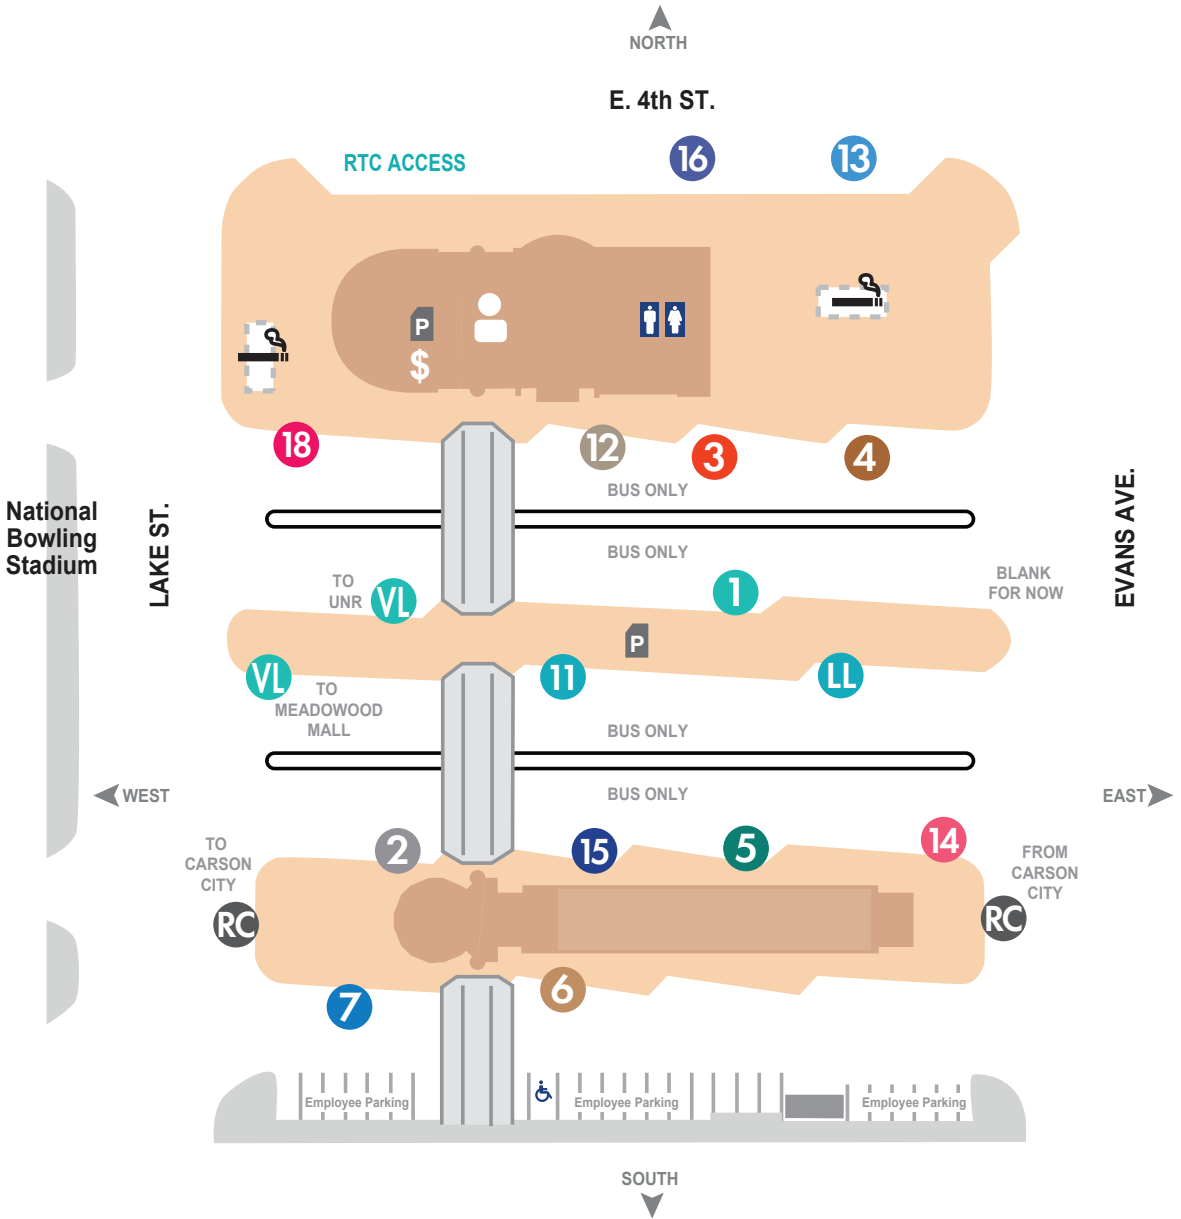 NORTH
E. 4th ST.
RTC ACCESS
16
13
P
$
18
12
3
4
BUS ONLY
National
Bowling
Stadium
LAKE ST.
EVANS AVE.
BUS ONLY
TO
UNR
VL
1
BLANK
FOR NOW
P
VL
TO
MEADOWOOD
MALL
11
LL
BUS ONLY
WEST
BUS ONLY
EAST
TO
CARSON
CITY
2
15
5
14
FROM
CARSON
CITY
RC
RC
7
6
Employee Parking
Employee Parking
Employee Parking
SOUTH